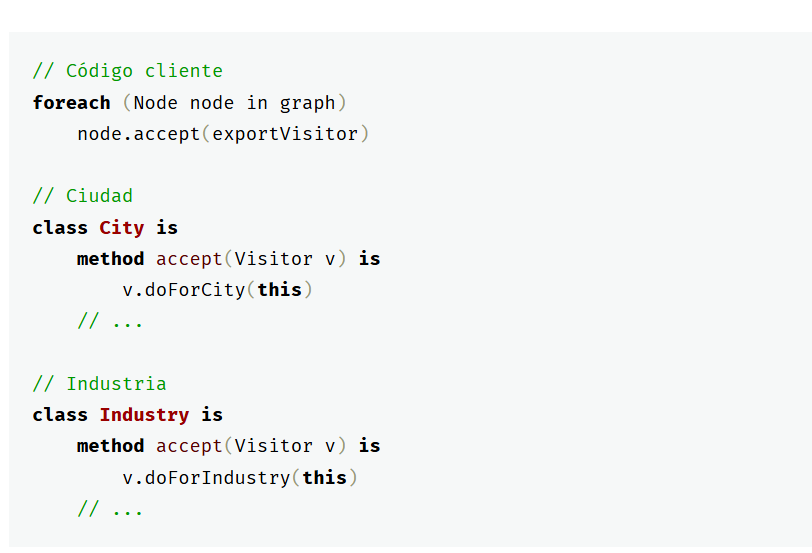 // Código cliente
foreach (Node node in graph)
    node.accept(exportVisitor)

// Ciudad
class City is
    method accept(Visitor v) is
        v.doForCity(this)
    // ...

// Industria
class Industry is
    method accept(Visitor v) is
        v.doForIndustry(this)
    // ...